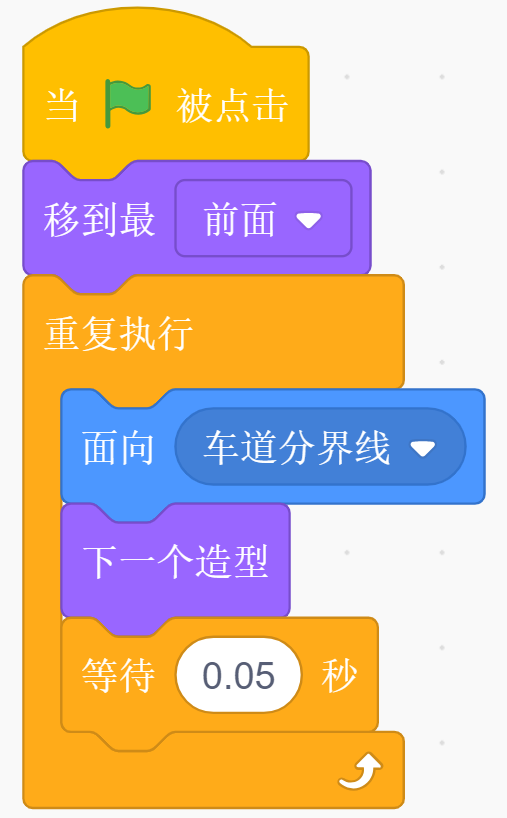 当 被点击
移到最 前面
重复执行
面向 车道分界线
下一个造型
等待 0.05 秒